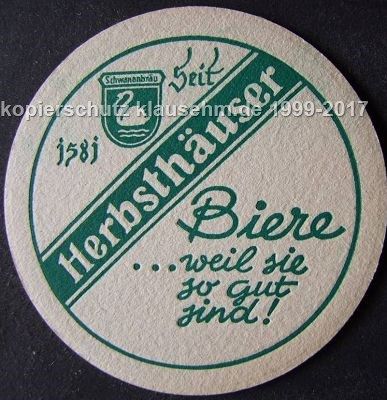 Schwanenbräu
Seit
1581
kopierschutz klausehm.de 1999-2017
Herbsthäuser
Biere
...weil sie
so gut
sind!